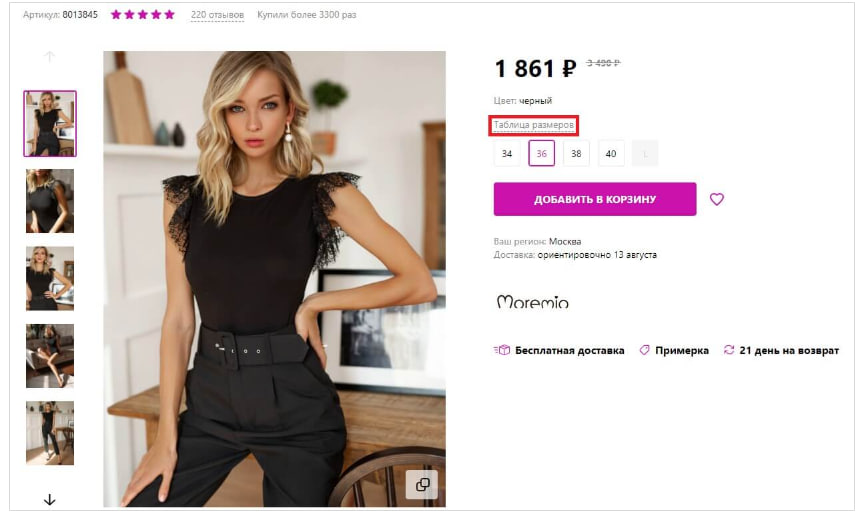 Артикул: 8013845 220 отзывов Купили более 3300 раз
1 861 ₽ 3 490 ₽
Цвет: черный
Таблица размеров
34 36 38 40 L
ДОБАВИТЬ В КОРЗИНУ
Ваш регион: Москва
Доставка: ориентировочно 13 августа
Moremio
Бесплатная доставка Примерка 21 день на возврат